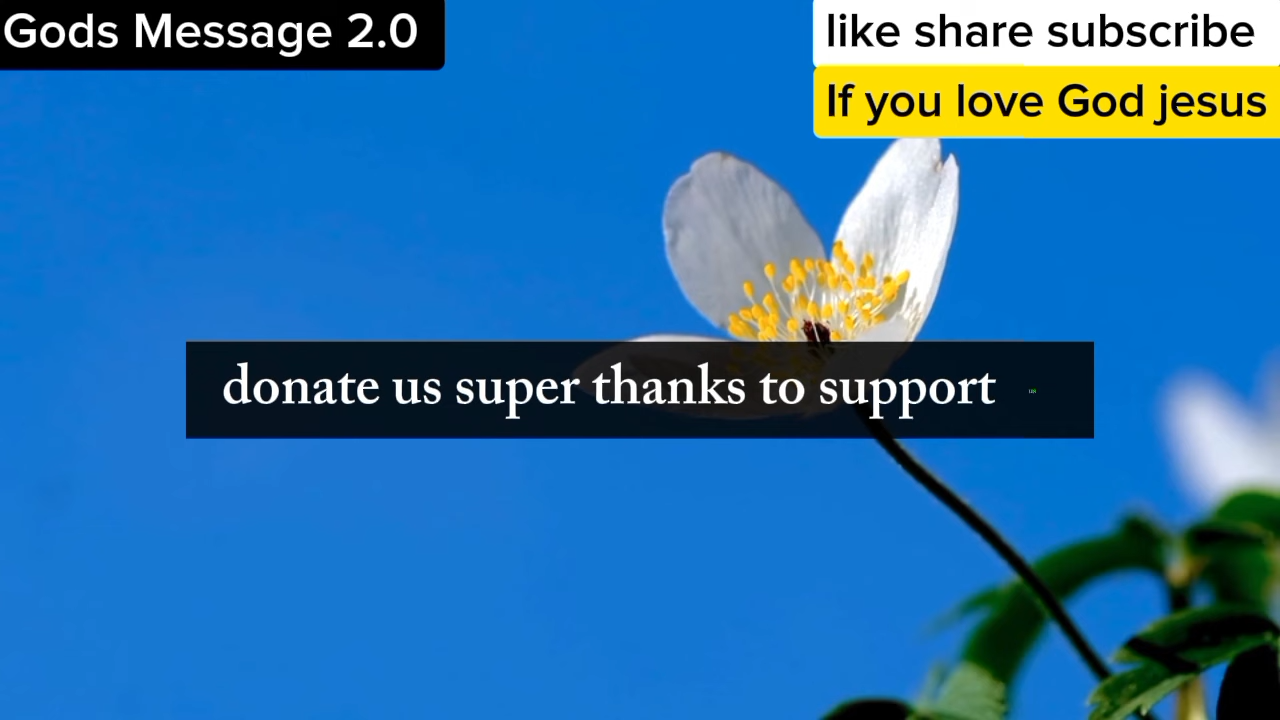 Gods Message 2.0
like share subscribe
If you love God jesus
donate us super thanks to support